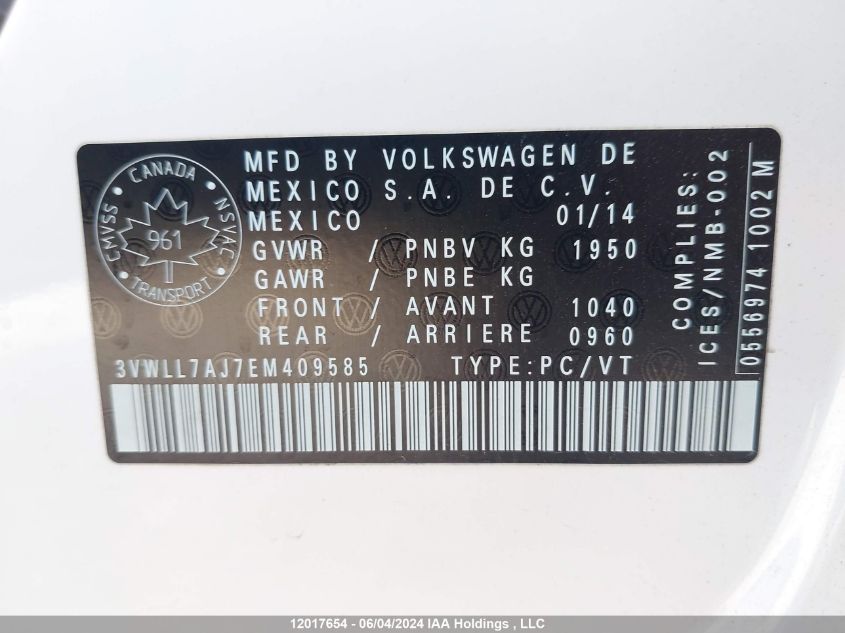 CANADA
CMVSS NSVAC
961
TRANSPORT
MFD BY VOLKSWAGEN DE
MEXICO S.A. DE C.V.
MEXICO 01/14
GVWR / PNBV KG 1950
GAWR / PNBE KG
FRONT / AVANT 1040
REAR / ARRIERE 0960
3VWLL7AJ7EM409585 TYPE:PC/VT
COMPLIES:
ICES/NMB-002
0556974 1002 M
12017654 - 06/04/2024 IAA Holdings , LLC